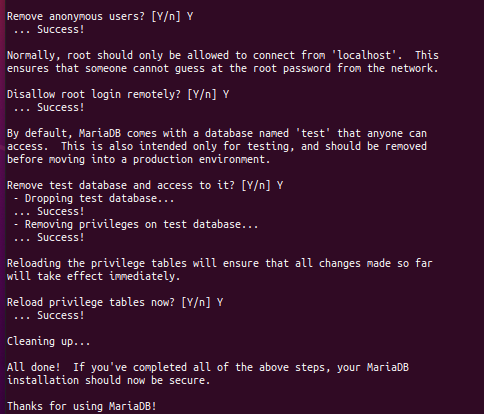 Remove anonymous users? [Y/n] Y
 ... Success!
Normally, root should only be allowed to connect from 'localhost'.  This
ensures that someone cannot guess at the root password from the network.
Disallow root login remotely? [Y/n] Y
 ... Success!
By default, MariaDB comes with a database named 'test' that anyone can
access.  This is also intended only for testing, and should be removed
before moving into a production environment.
Remove test database and access to it? [Y/n] Y
 - Dropping test database...
 ... Success!
 - Removing privileges on test database...
 ... Success!
Reloading the privilege tables will ensure that all changes made so far
will take effect immediately.
Reload privilege tables now? [Y/n] Y
 ... Success!
Cleaning up...
All done!  If you've completed all of the above steps, your MariaDB
installation should now be secure.
Thanks for using MariaDB!